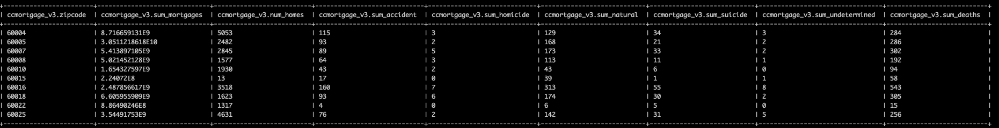 | ccmortgage_v3.zipcode | ccmortgage_v3.sum_mortgages | ccmortgage_v3.num_homes | ccmortgage_v3.sum_accident | ccmortgage_v3.sum_homicide | ccmortgage_v3.sum_natural | ccmortgage_v3.sum_suicide | ccmortgage_v3.sum_undetermined | ccmortgage_v3.sum_deaths |
| 60004 | 8.716659131E9 | 5053 | 115 | 3 | 129 | 34 | 3 | 284 |
| 60005 | 3.0511218618E10 | 2482 | 93 | 2 | 168 | 21 | 2 | 286 |
| 60007 | 5.413897105E9 | 2845 | 89 | 5 | 173 | 33 | 2 | 302 |
| 60008 | 5.021452128E9 | 1577 | 64 | 3 | 113 | 11 | 1 | 192 |
| 60010 | 1.654327597E9 | 1930 | 43 | 2 | 43 | 6 | 0 | 94 |
| 60015 | 2.24072E8 | 13 | 17 | 0 | 39 | 1 | 1 | 58 |
| 60016 | 2.487856617E9 | 3518 | 160 | 7 | 313 | 55 | 8 | 543 |
| 60018 | 6.605955909E9 | 1623 | 93 | 6 | 174 | 30 | 2 | 305 |
| 60022 | 8.86490246E8 | 1317 | 4 | 0 | 6 | 5 | 0 | 15 |
| 60025 | 3.54491753E9 | 4631 | 76 | 2 | 142 | 31 | 5 | 256 |